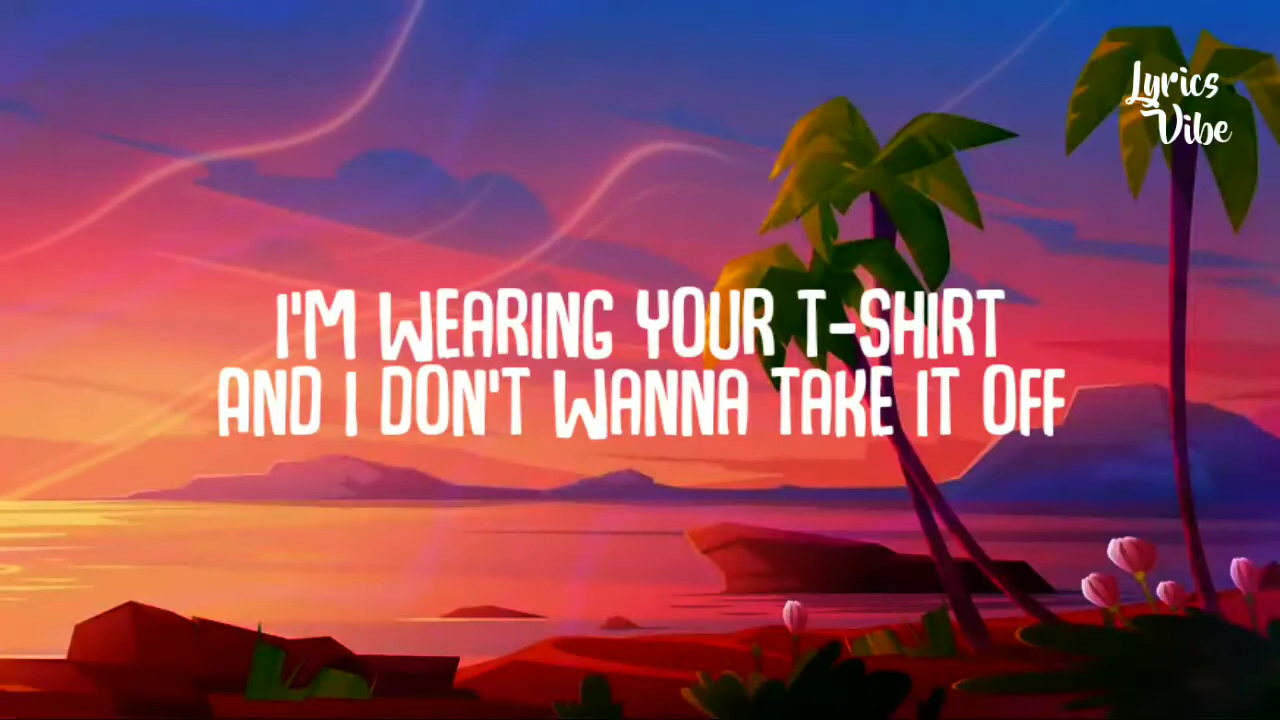 Lyrics
Vibe
I'M WEARING YOUR T-SHIRT
AND I DON'T WANNA TAKE IT OFF